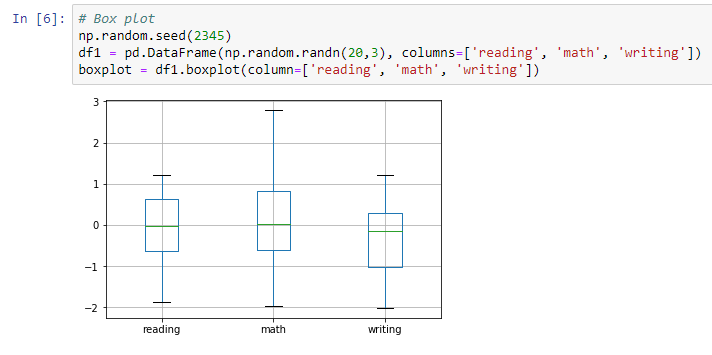 In [6]: # Box plot
np.random.seed(2345)
df1 = pd.DataFrame(np.random.randn(20,3), columns=['reading', 'math', 'writing'])
boxplot = df1.boxplot(column=['reading', 'math', 'writing'])
3
2
1
0
−1
−2
reading math writing